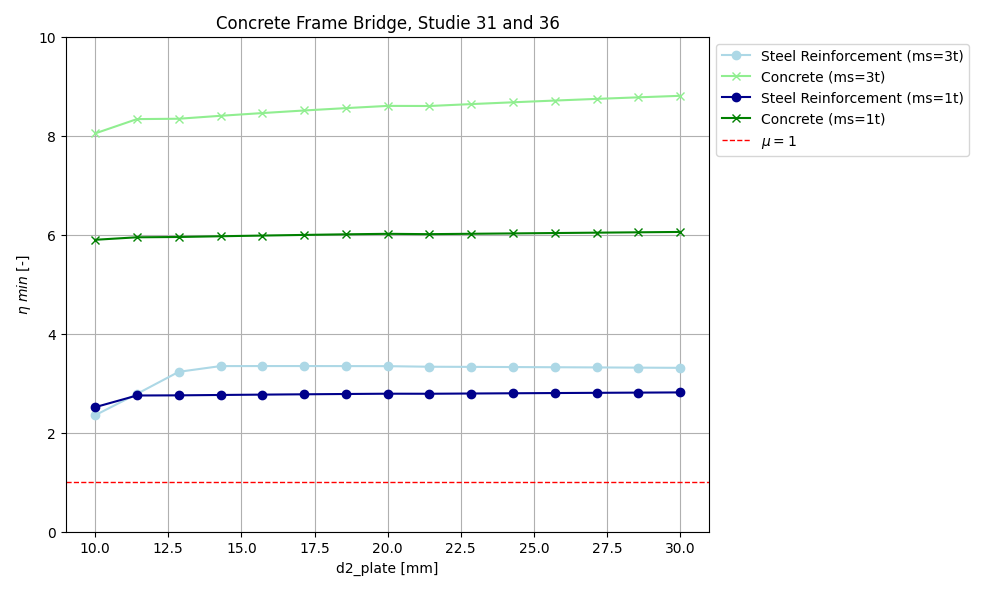 Concrete Frame Bridge, Studie 31 and 36
10
8
6
4
2
0
η min [-]
10.0 12.5 15.0 17.5 20.0 22.5 25.0 27.5 30.0
d2_plate [mm]
Steel Reinforcement (ms=3t)
Concrete (ms=3t)
Steel Reinforcement (ms=1t)
Concrete (ms=1t)
μ = 1